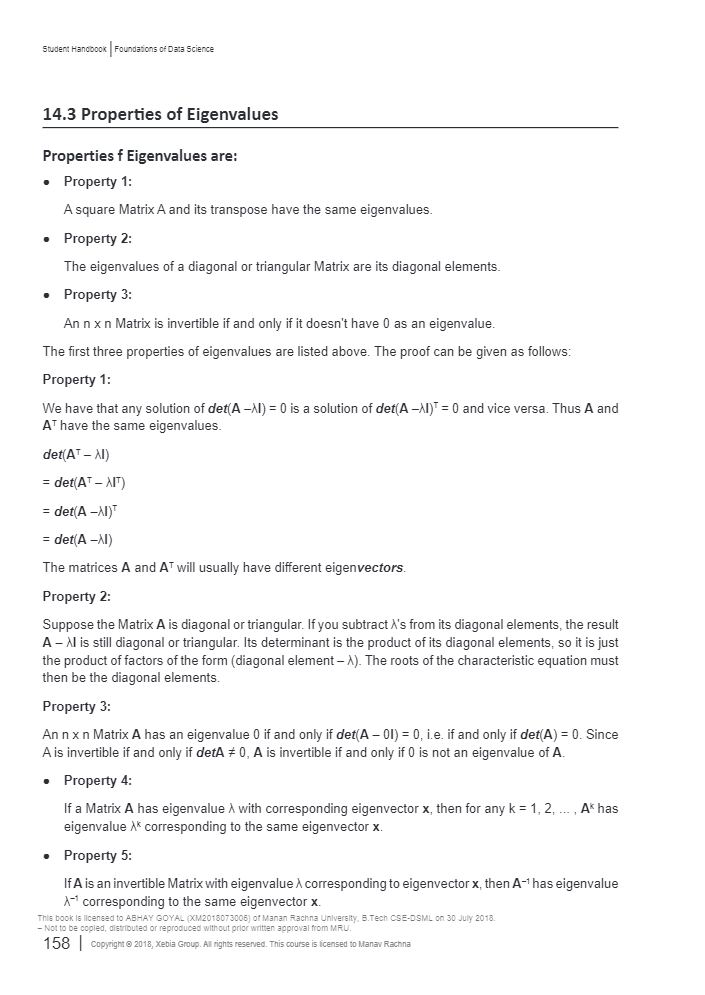 Student Handbook | Foundations of Data Science
14.3 Properties of Eigenvalues
Properties f Eigenvalues are:
• Property 1:
A square Matrix A and its transpose have the same eigenvalues.
• Property 2:
The eigenvalues of a diagonal or triangular Matrix are its diagonal elements.
• Property 3:
An n x n Matrix is invertible if and only if it doesn't have 0 as an eigenvalue.
The first three properties of eigenvalues are listed above. The proof can be given as follows:
Property 1:
We have that any solution of det(A –λI) = 0 is a solution of det(A –λI)ᵀ = 0 and vice versa. Thus A and
Aᵀ have the same eigenvalues.
det(Aᵀ – λI)
= det(Aᵀ – λIᵀ)
= det(A –λI)ᵀ
= det(A –λI)
The matrices A and Aᵀ will usually have different eigenvectors.
Property 2:
Suppose the Matrix A is diagonal or triangular. If you subtract λ's from its diagonal elements, the result
A – λI is still diagonal or triangular. Its determinant is the product of its diagonal elements, so it is just
the product of factors of the form (diagonal element – λ). The roots of the characteristic equation must
then be the diagonal elements.
Property 3:
An n x n Matrix A has an eigenvalue 0 if and only if det(A – 0I) = 0, i.e. if and only if det(A) = 0. Since
A is invertible if and only if detA ≠ 0, A is invertible if and only if 0 is not an eigenvalue of A.
• Property 4:
If a Matrix A has eigenvalue λ with corresponding eigenvector x, then for any k = 1, 2, ... , Aᵏ has
eigenvalue λᵏ corresponding to the same eigenvector x.
• Property 5:
If A is an invertible Matrix with eigenvalue λ corresponding to eigenvector x, then A⁻¹ has eigenvalue
λ⁻¹ corresponding to the same eigenvector x.
This book is licensed to ABHAY GOYAL (XM2018073006) of Manan Rachna University, B.Tech CSE-DSML on 30 July 2018.
– Not to be copied, distributed or reproduced without prior written approval from MRU.
158 | Copyright © 2018, Xebia Group. All rights reserved. This course is licensed to Manav Rachna